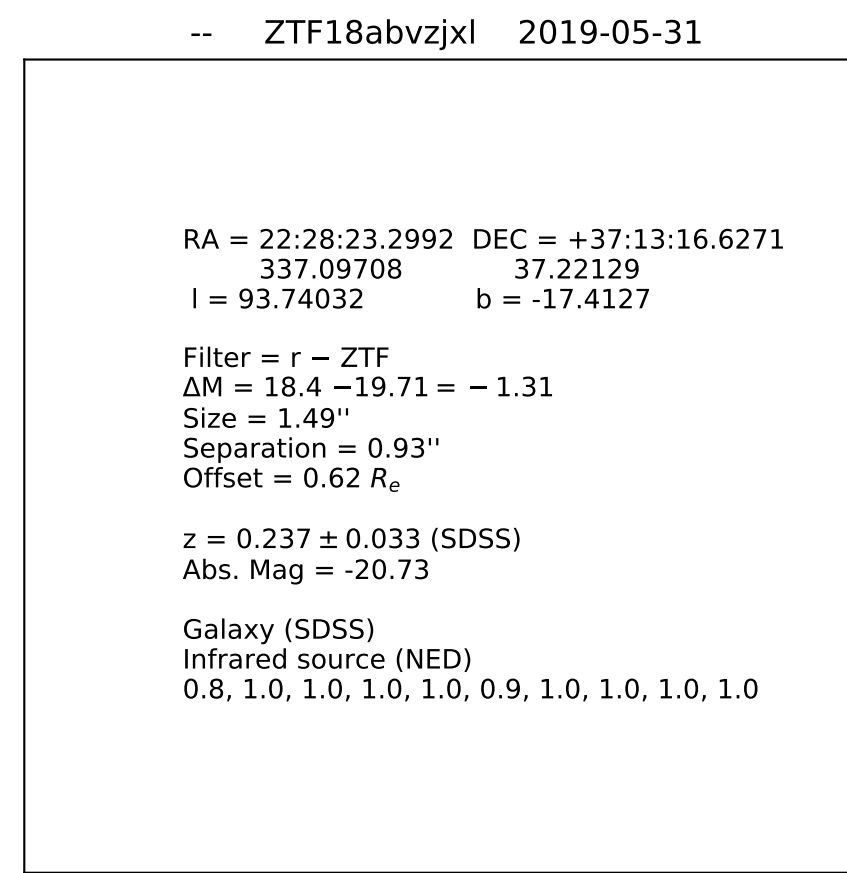 -- ZTF18abvzjxl 2019-05-31
RA = 22:28:23.2992 DEC = +37:13:16.6271
337.09708 37.22129
l = 93.74032 b = -17.4127
Filter = r − ZTF
ΔM = 18.4 −19.71 = − 1.31
Size = 1.49''
Separation = 0.93''
Offset = 0.62 Re
z = 0.237 ± 0.033 (SDSS)
Abs. Mag = -20.73
Galaxy (SDSS)
Infrared source (NED)
0.8, 1.0, 1.0, 1.0, 1.0, 0.9, 1.0, 1.0, 1.0, 1.0